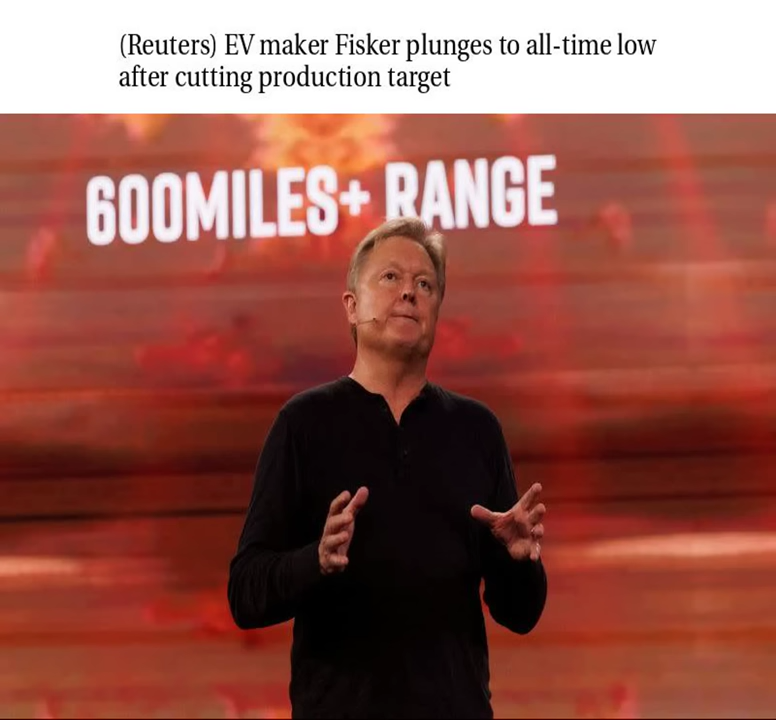 (Reuters) EV maker Fisker plunges to all-time low
after cutting production target
600MILES+ RANGE